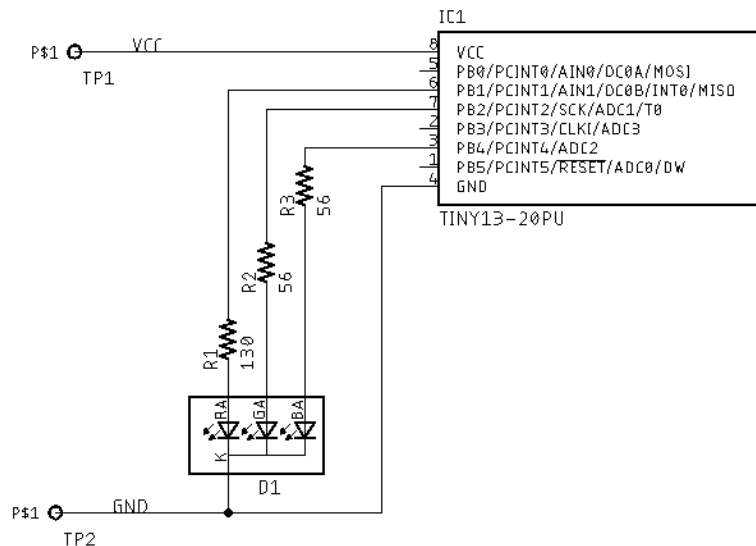 IC1
P$1
VCC
TP1
8
VCC
5
PB0/PCINT0/AIN0/OC0A/MOSI
6
PB1/PCINT1/AIN1/OC0B/INT0/MISO
7
PB2/PCINT2/SCK/ADC1/T0
2
PB3/PCINT3/CLKI/ADC3
3
PB4/PCINT4/ADC2
1
PB5/PCINT5/RESET/ADC0/DW
4
GND
TINY13-20PU
R3
56
R2
56
R1
130
RA
GA
BA
K
D1
P$1
GND
TP2